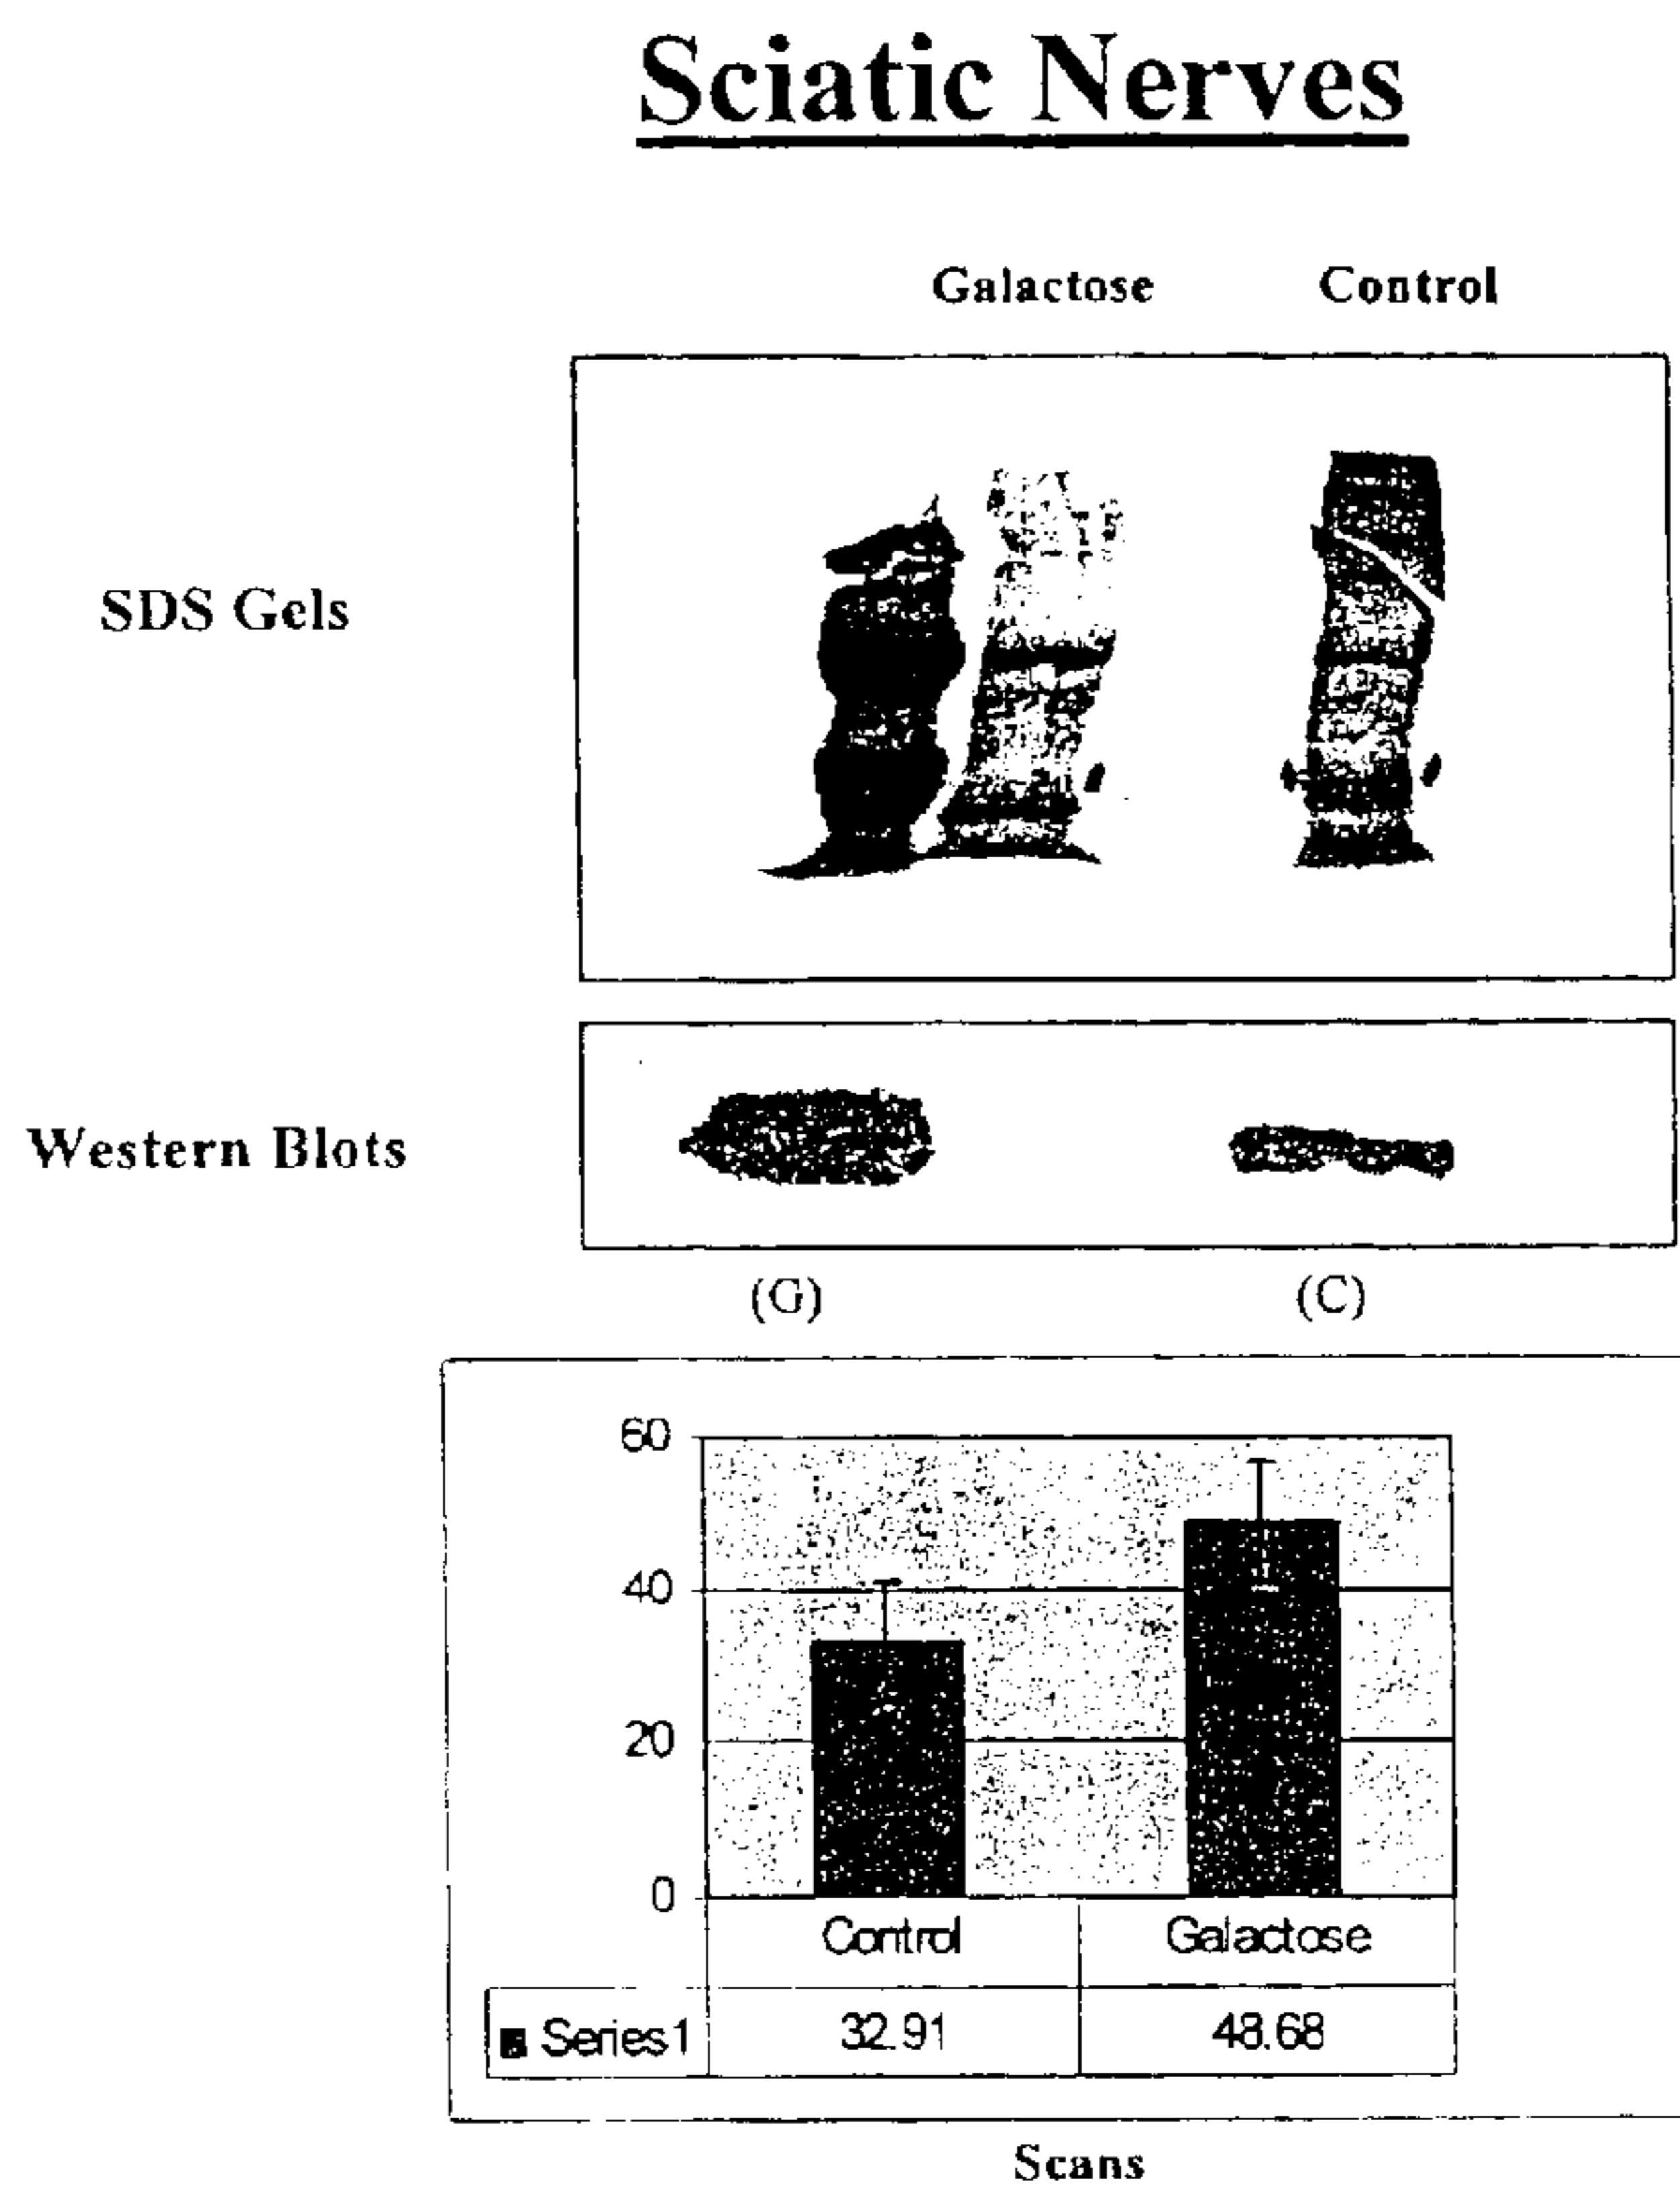 Sciatic Nerves
Galactose Control
SDS Gels
Western Blots
(G) (C)
60
40
20
0
Control Galactose
Series1 32.91 48.68
Scans